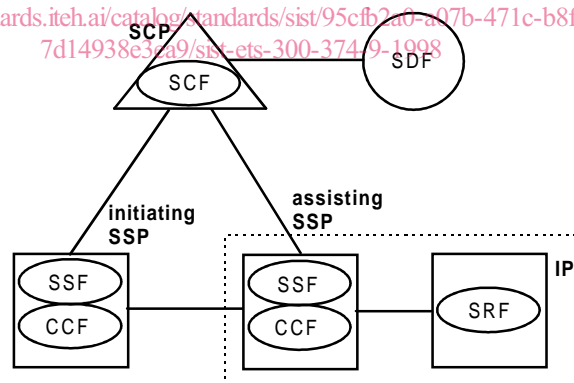 ards.iteh.ai/catalog/standards/sist/95cfb2a0-a07b-471c-b8f
7d14938e3ea9/sist-ets-300-374-9-1998
SCP
SCF
SDF
initiating
SSP
assisting
SSP
IP
SSF
CCF
SSF
CCF
SRF